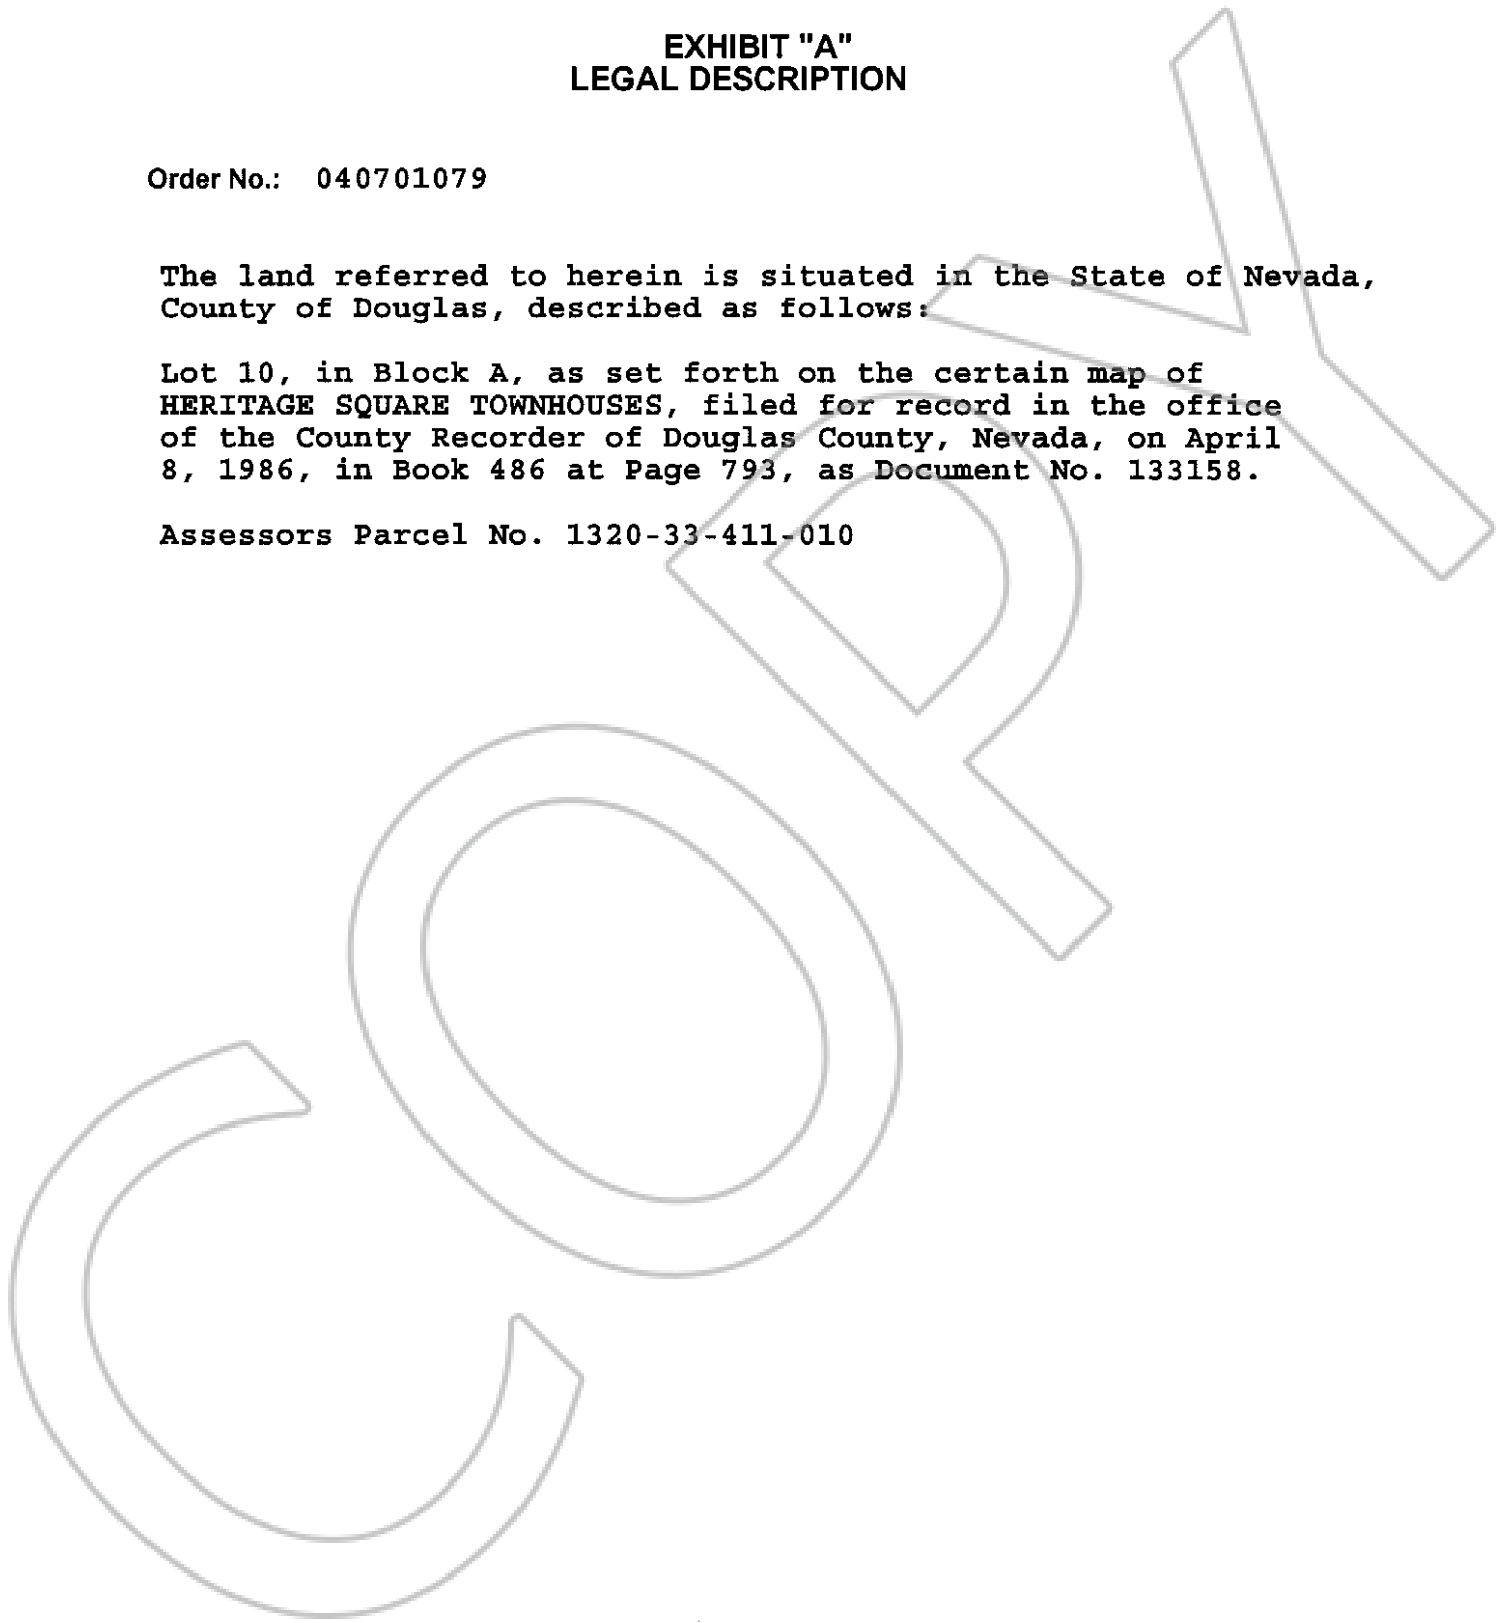 EXHIBIT "A"
LEGAL DESCRIPTION
Order No.: 040701079
The land referred to herein is situated in the State of Nevada,
County of Douglas, described as follows:
Lot 10, in Block A, as set forth on the certain map of
HERITAGE SQUARE TOWNHOUSES, filed for record in the office
of the County Recorder of Douglas County, Nevada, on April
8, 1986, in Book 486 at Page 793, as Document No. 133158.
Assessors Parcel No. 1320-33-411-010
COPY